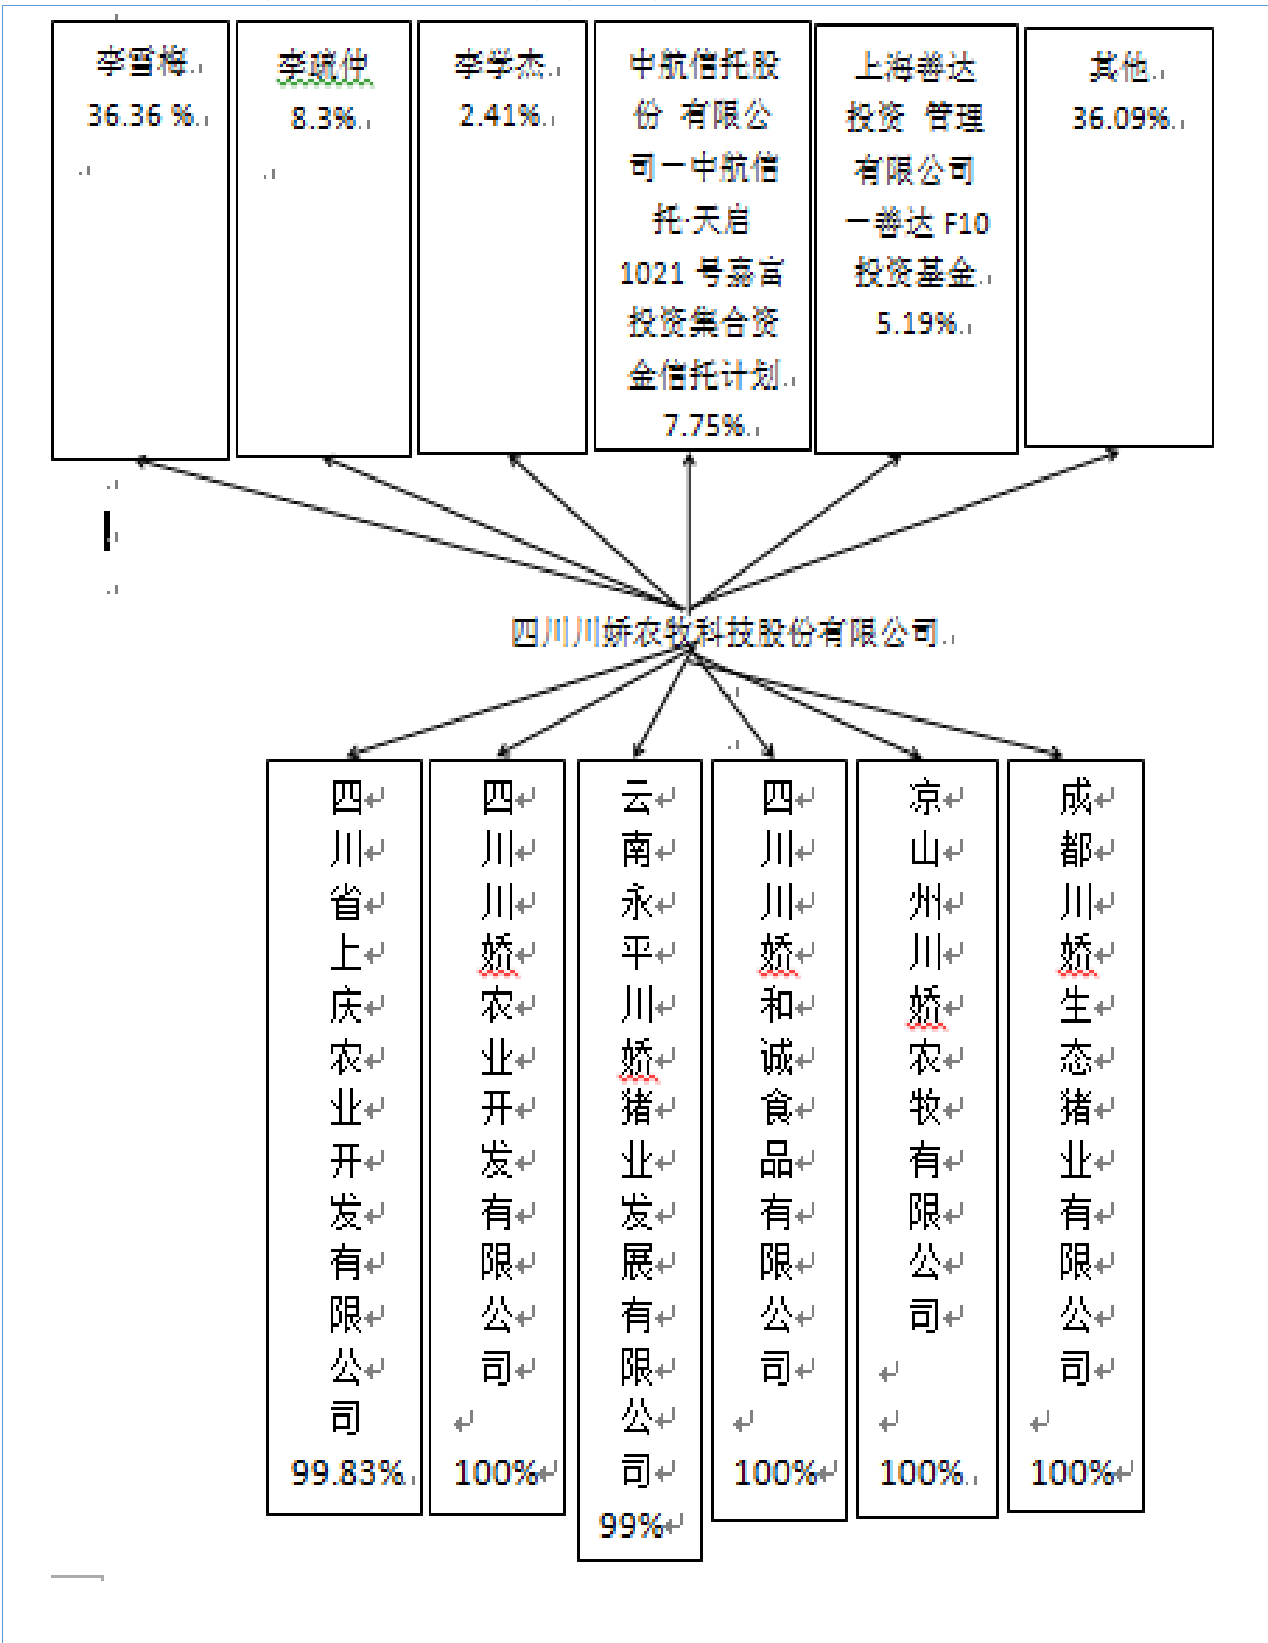 李雪梅
36.36 %
李疏仲
8.3%
李学杰
2.41%
中航信托股
份 有限公
司一中航信
托·天启
1021 号嘉富
投资集合资
金信托计划
7.75%
上海善达
投资 管理
有限公司
一善达 F10
投资基金
5.19%
其他
36.09%
四川川娇农牧科技股份有限公司
四
川
省
上
庆
农
业
开
发
有
限
公
司
99.83%
四
川
川
娇
农
业
开
发
有
限
公
司
100%
云
南
永
平
川
娇
猪
业
发
展
有
限
公
司
99%
四
川
川
娇
和
诚
食
品
有
限
公
司
100%
凉
山
州
川
娇
农
牧
有
限
公
司
100%
成
都
川
娇
生
态
猪
业
有
限
公
司
100%